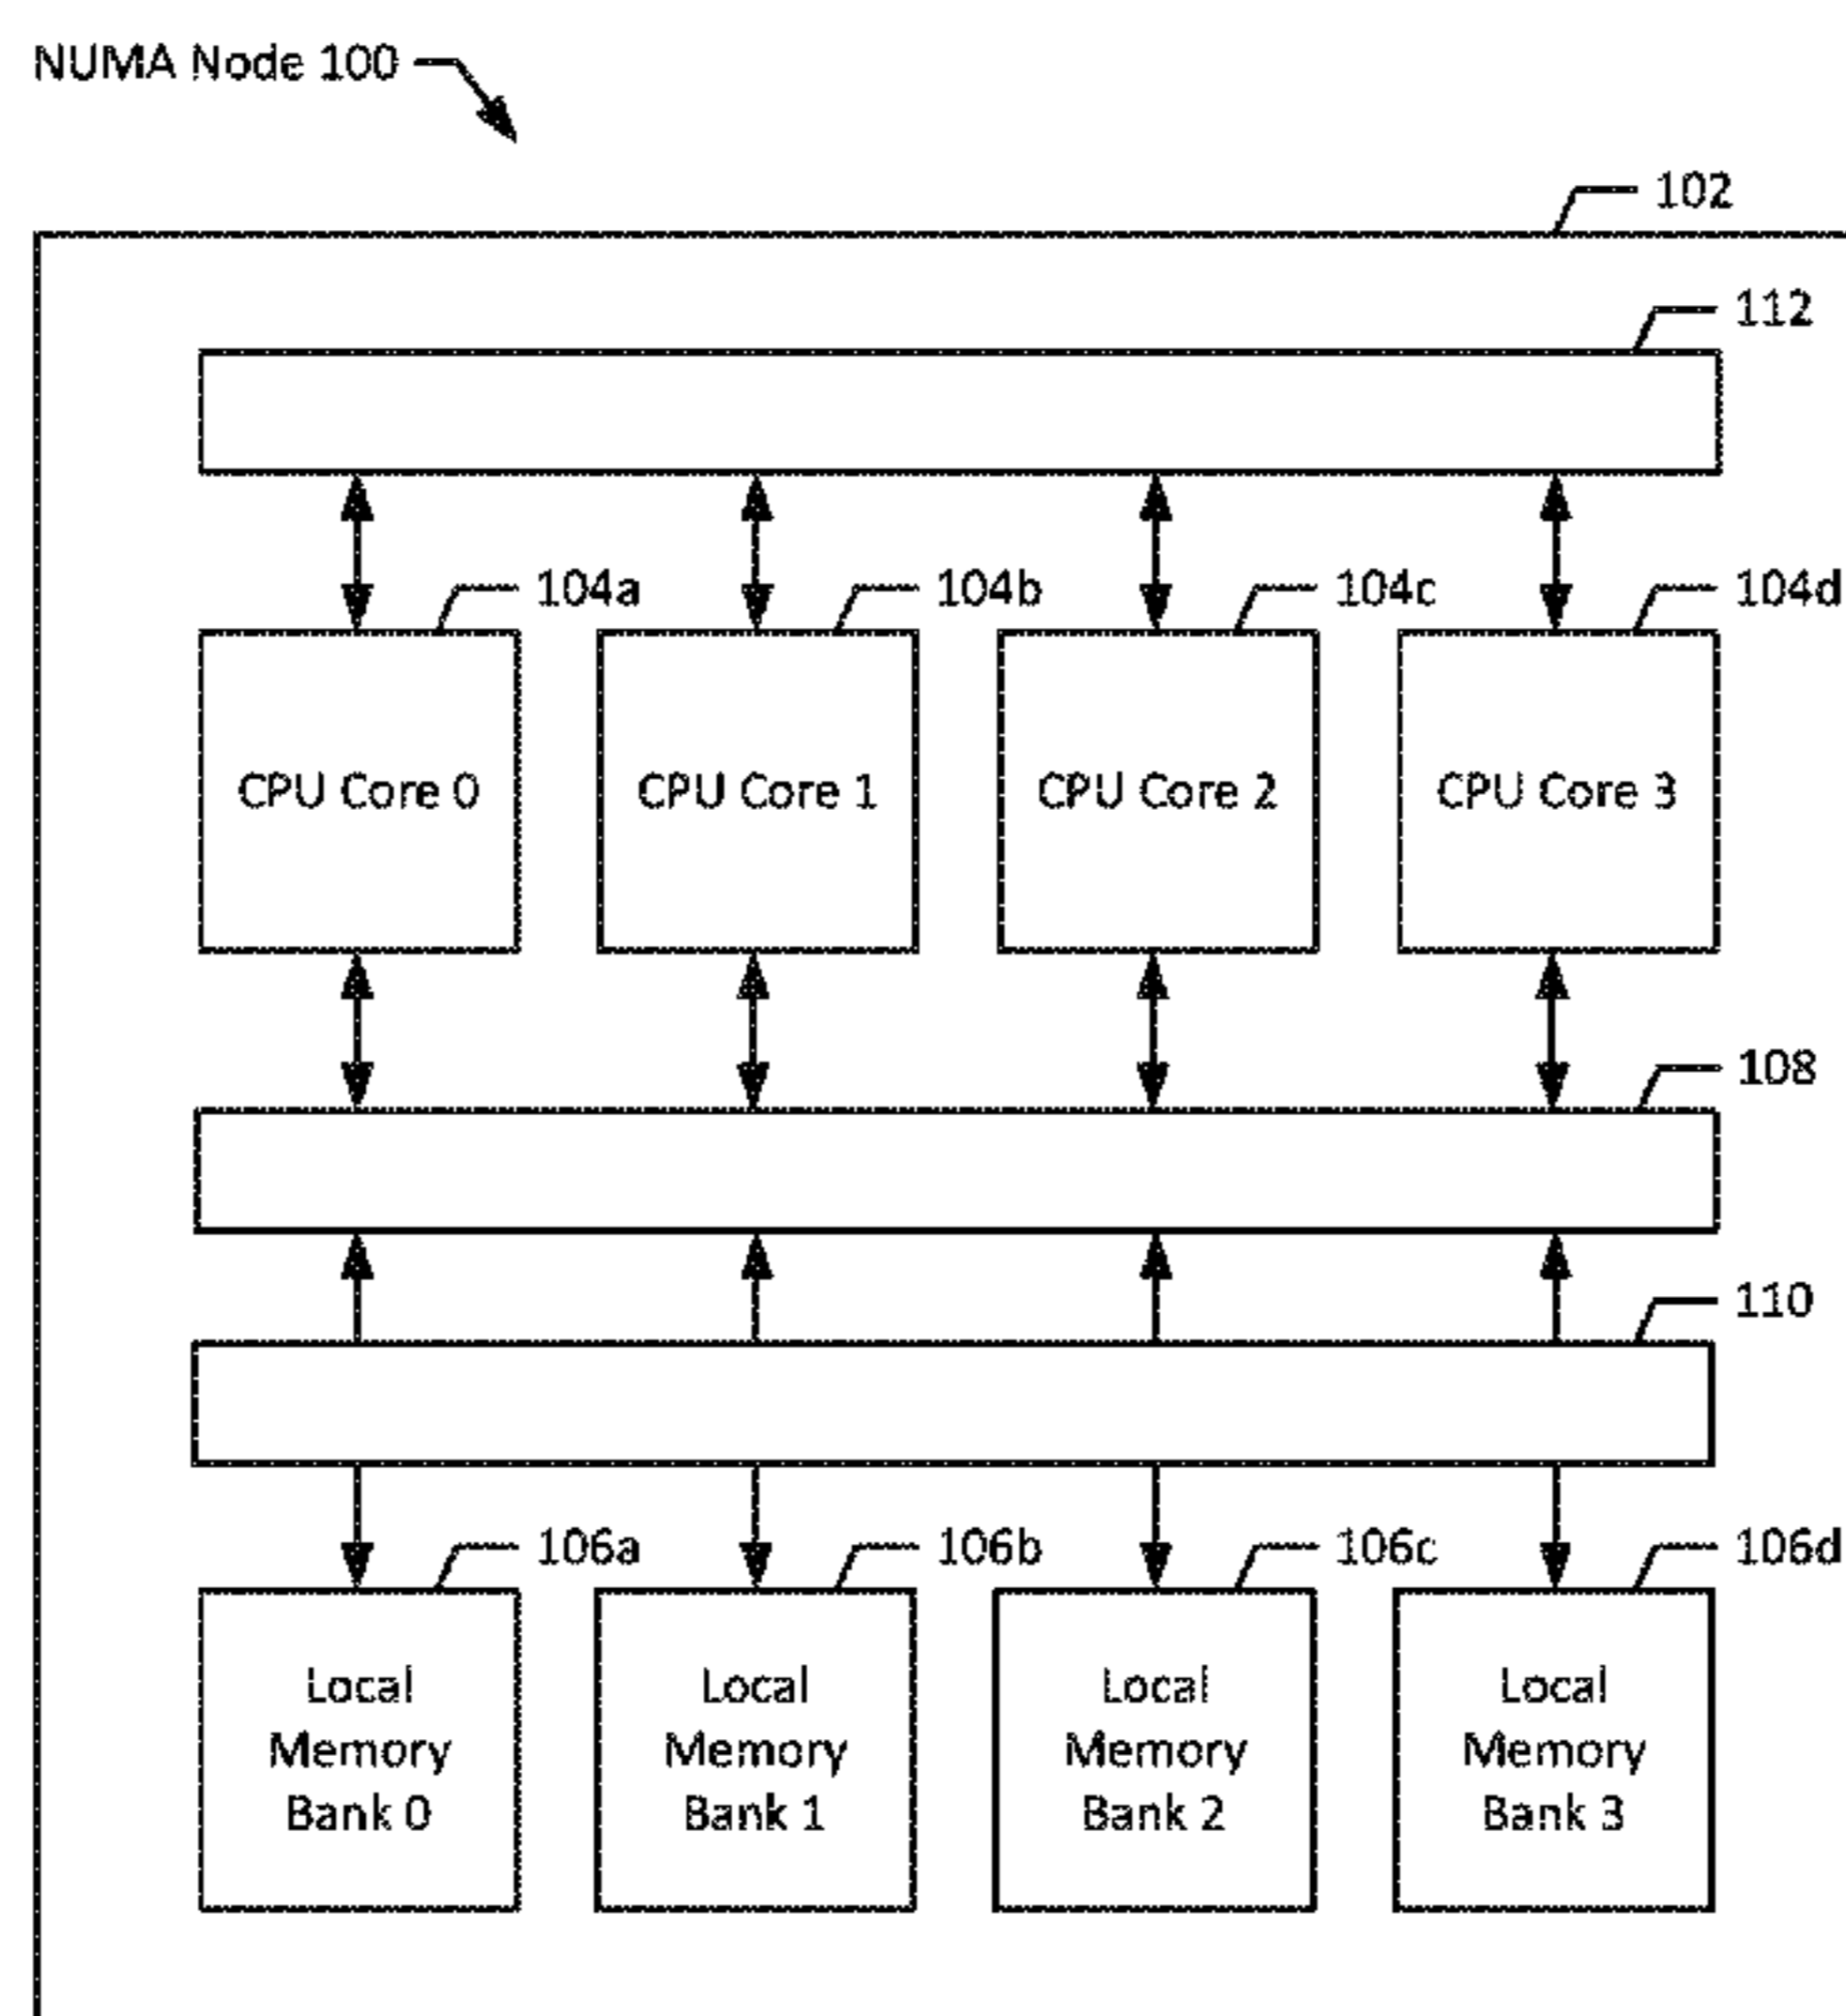 NUMA Node 100
102
112
104a 104b 104c 104d
CPU Core 0 CPU Core 1 CPU Core 2 CPU Core 3
108
110
106a 106b 106c 106d
Local Local Local Local
Memory Memory Memory Memory
Bank 0 Bank 1 Bank 2 Bank 3